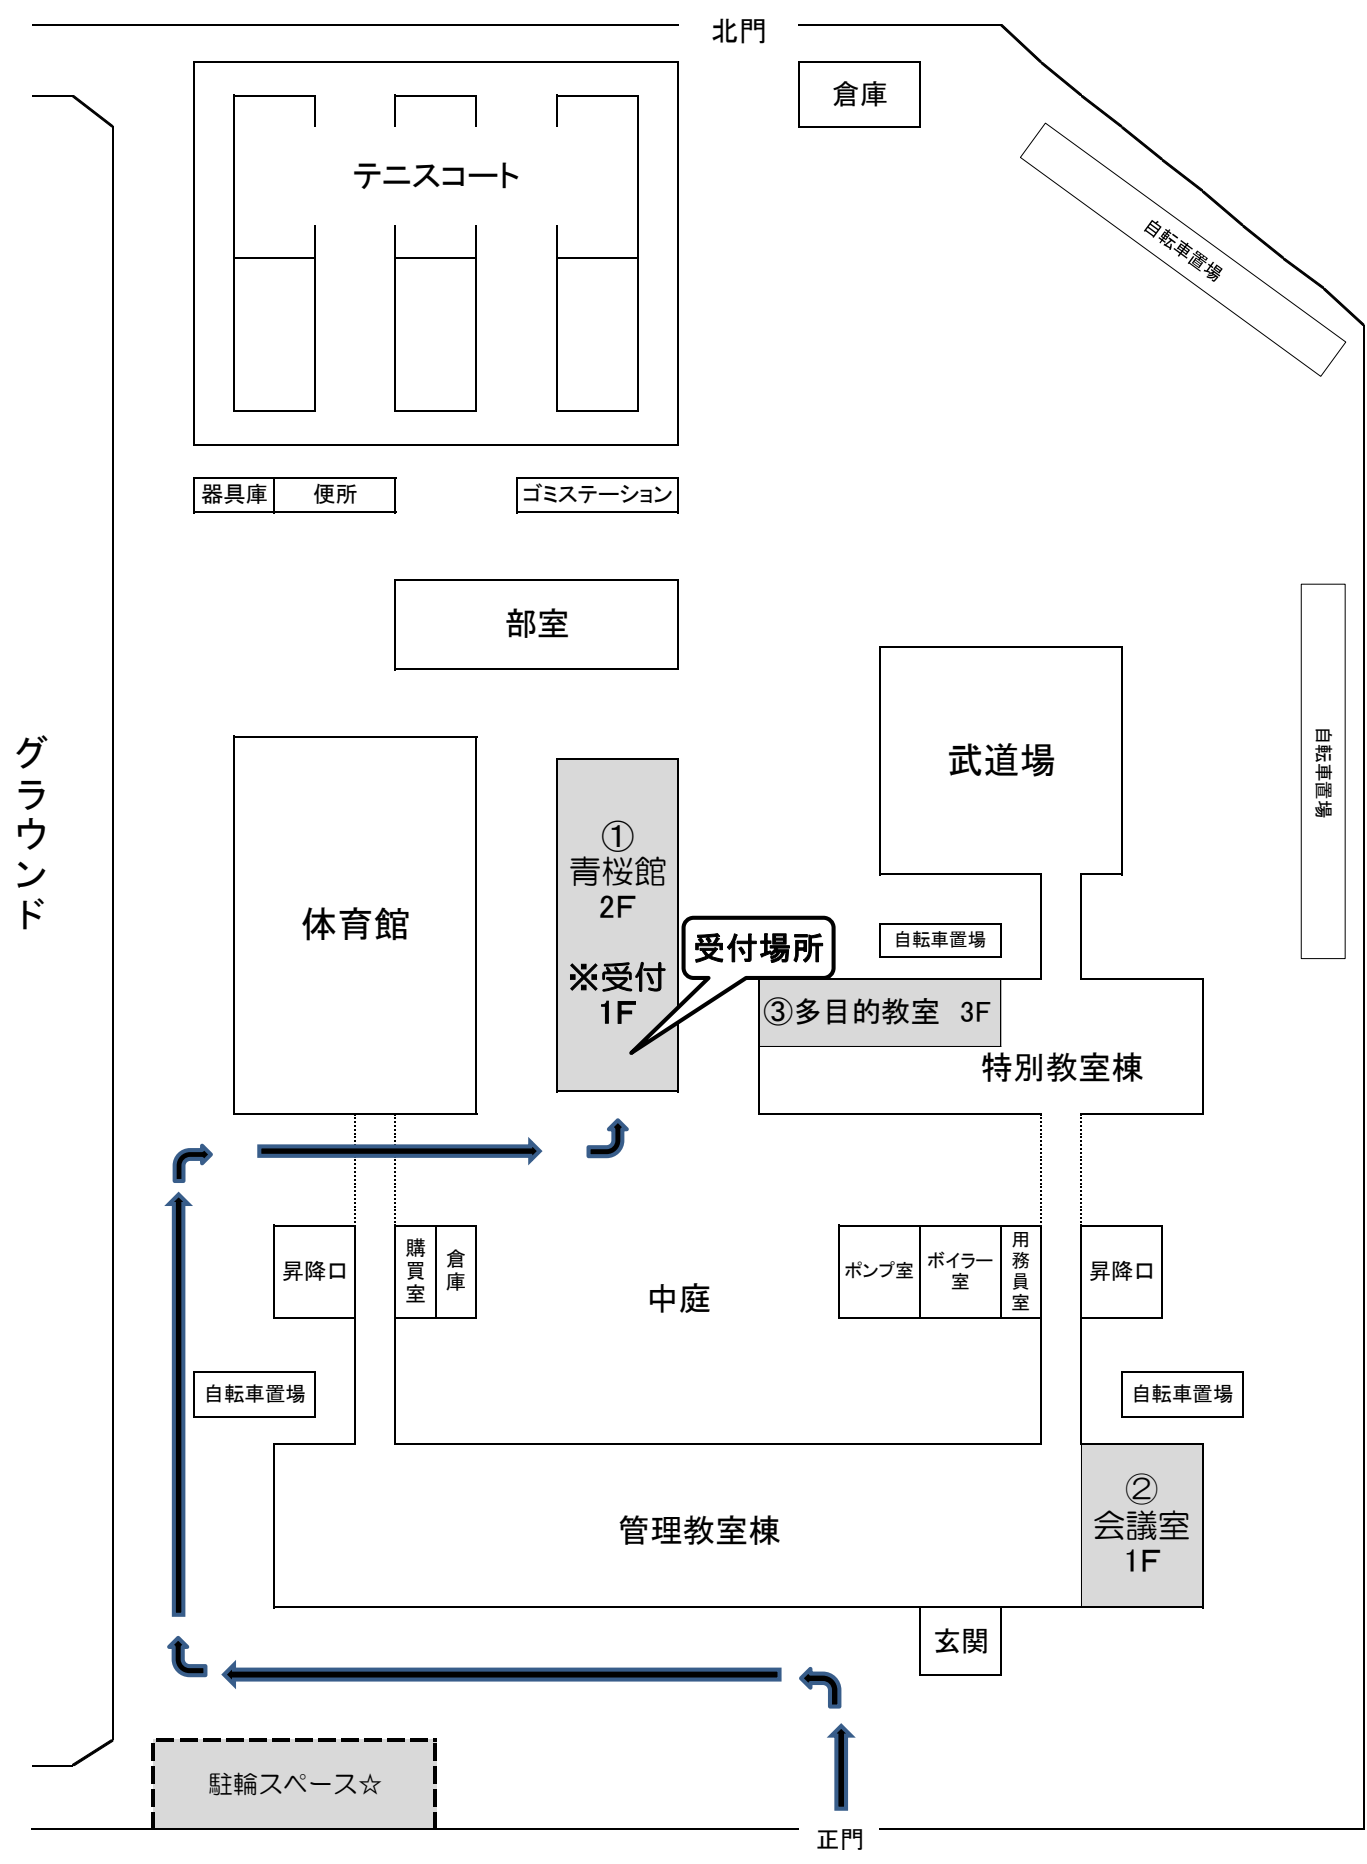 北門
倉庫
テニスコート
自転車置場
器具庫
便所
ゴミステーション
部室
武道場
自転車置場
グラウンド
①
青桜館
2F
体育館
受付場所
自転車置場
※受付
1F
③多目的教室 3F
特別教室棟
昇降口
購買室
倉庫
中庭
ポンプ室
ボイラー
室
用務員室
昇降口
自転車置場
自転車置場
②
会議室
1F
管理教室棟
玄関
駐輪スペース☆
正門